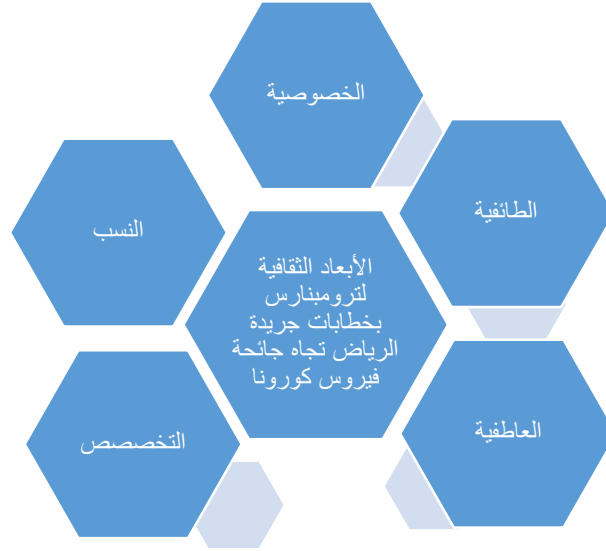 الخصوصية
الطائفية
النسب
الأبعاد الثقافية
لترومبنارس
بخطابات جريدة
الرياض تجاه جائحة
فيروس كورونا
العاطفية
التخصصص